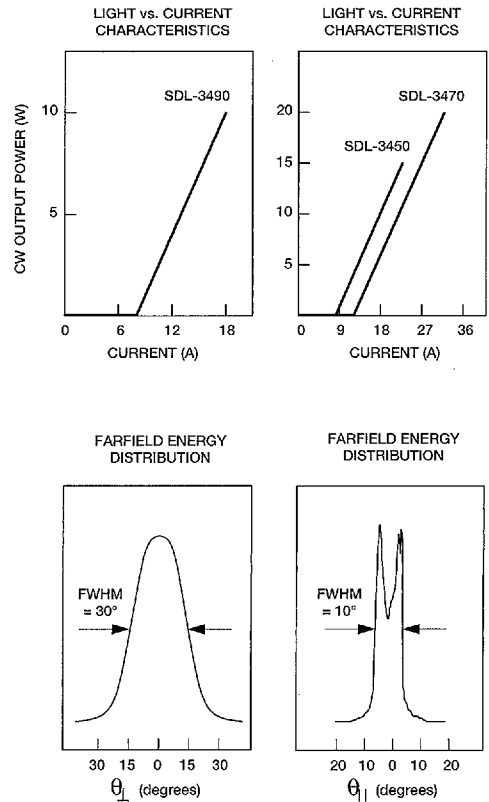 LIGHT vs. CURRENT
CHARACTERISTICS
CW OUTPUT POWER (W)
10
5
SDL-3490
0 6 12 18
CURRENT (A)
LIGHT vs. CURRENT
CHARACTERISTICS
20
15
10
5
SDL-3470
SDL-3450
0 9 18 27 36
CURRENT (A)
FARFIELD ENERGY
DISTRIBUTION
FWHM
= 30°
30 15 0 15 30
θ⊥ (degrees)
FARFIELD ENERGY
DISTRIBUTION
FWHM
= 10°
20 10 0 10 20
θ|| (degrees)